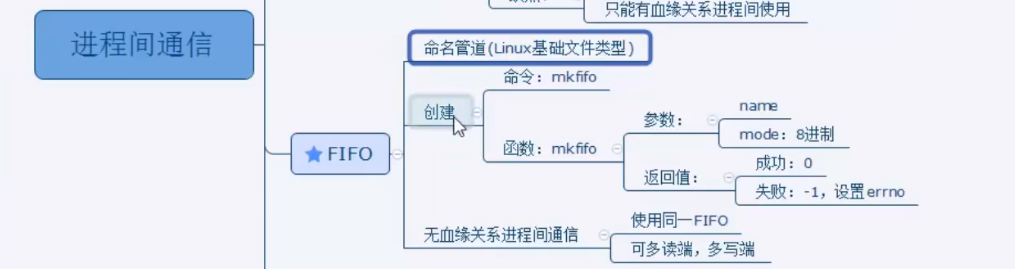 只能有血缘关系进程间使用
进程间通信
命名管道(Linux基础文件类型)
命令：mkfifo
创建
name
参数：
mode：8进制
函数：mkfifo
FIFO
成功：0
返回值：
失败：-1，设置errno
使用同一FIFO
无血缘关系进程间通信
可多读端，多写端